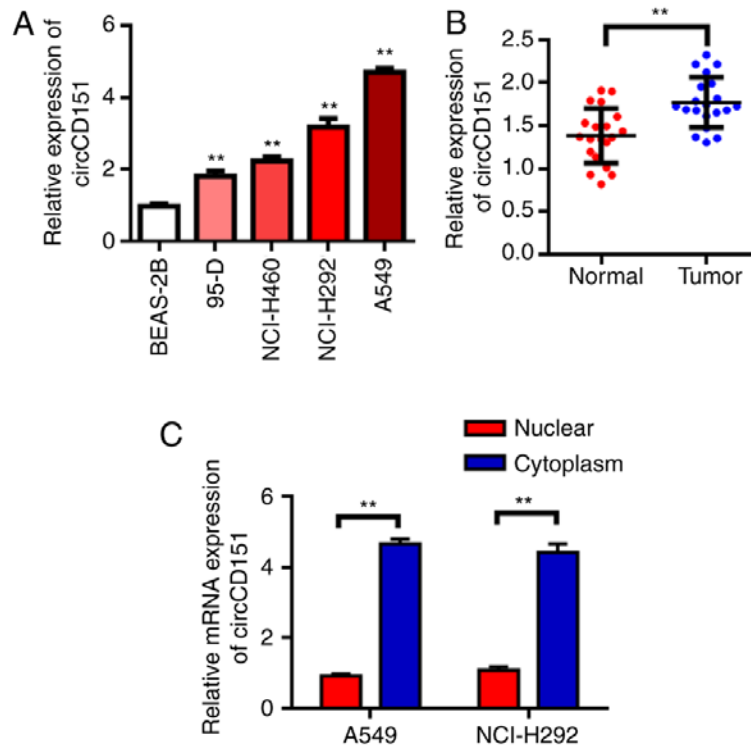 A
Relative expression of
circCD151
6
4
2
0
**
**
**
**
BEAS-2B
95-D
NCI-H460
NCI-H292
A549
B
Relative expression
of circCD151
2.5
2.0
1.5
1.0
0.5
0.0
**
Normal
Tumor
C
Nuclear
Cytoplasm
Relative mRNA expression
of circCD151
6
4
2
0
**
**
A549
NCI-H292